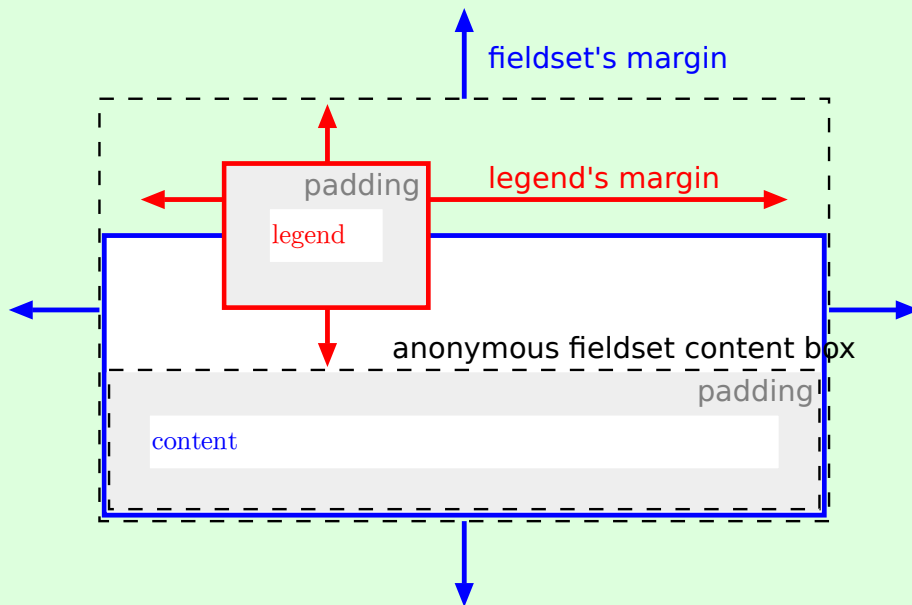 fieldset's margin
legend's margin
padding
legend
anonymous fieldset content box
padding
content